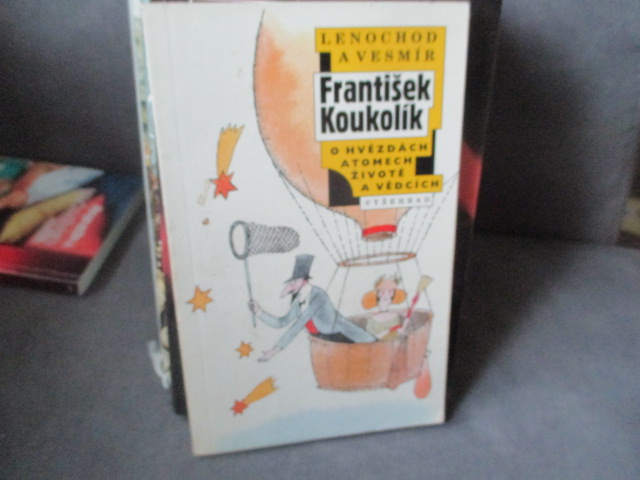 LENOCHOD
A VESMÍR
František
Koukolík
O HVĚZDÁCH
ATOMECH
ŽIVOTĚ
A VĚDCÍCH
VYŠEHRAD